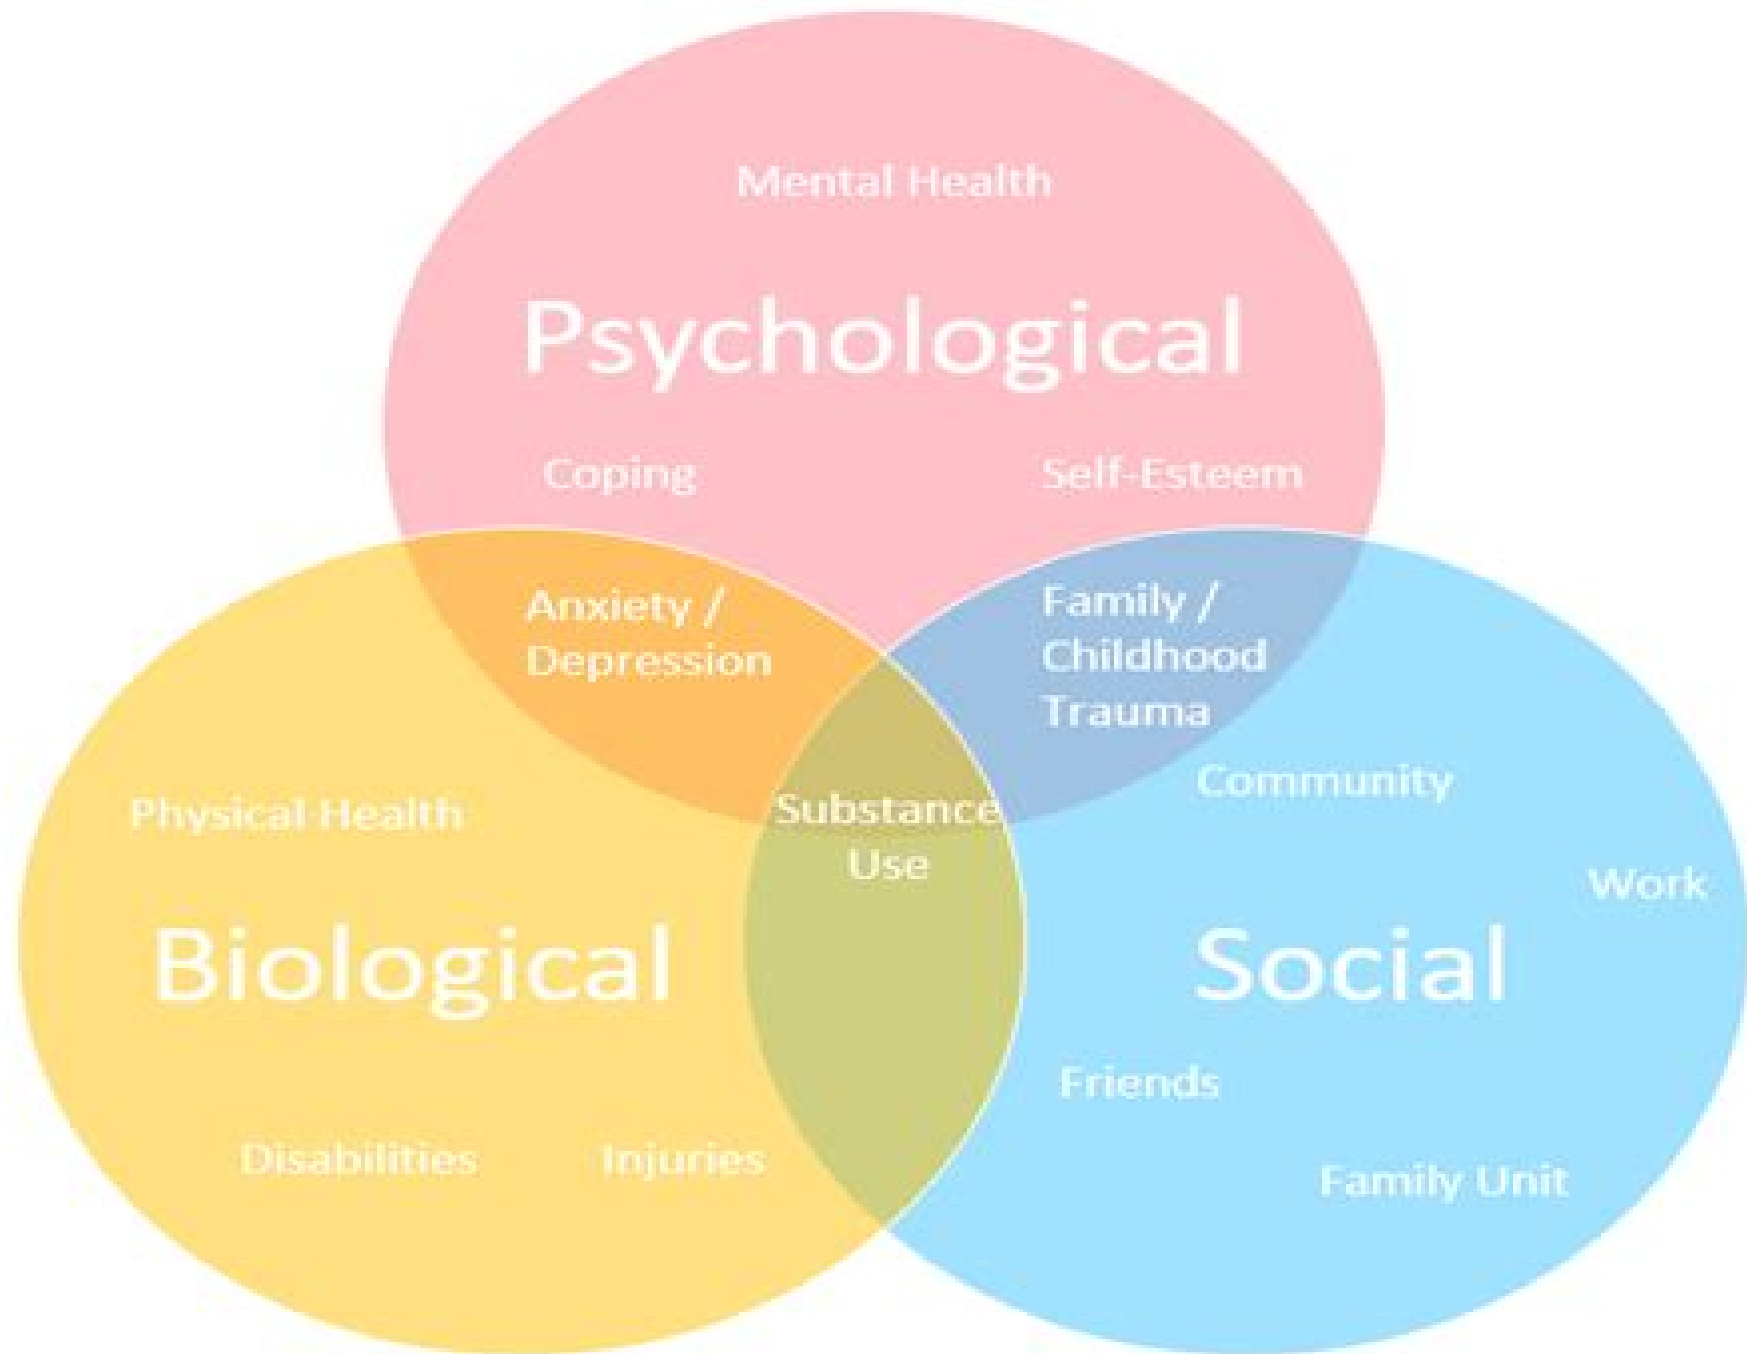 Mental Health
Psychological
Coping
Self-Esteem
Anxiety /
Depression
Family /
Childhood
Trauma
Physical Health
Substance
Use
Community
Work
Biological
Social
Friends
Disabilities
Injuries
Family Unit